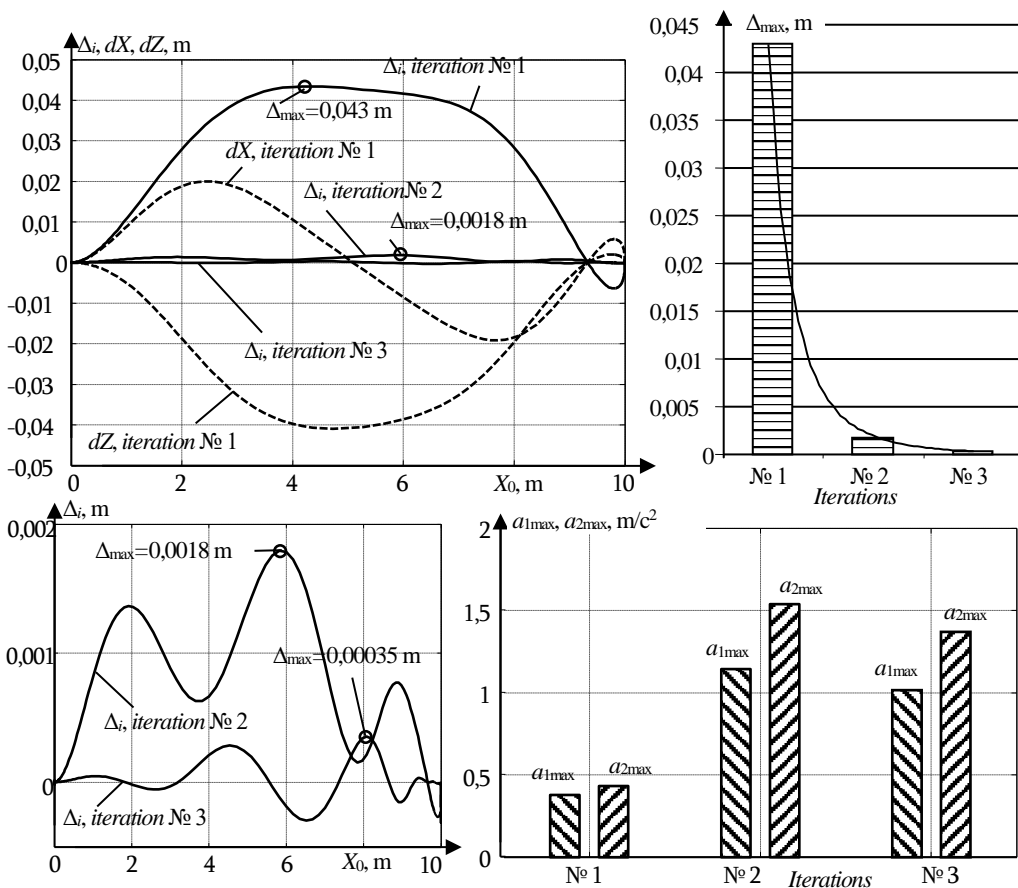 Δi, dX, dZ, m
0,05
0,04
0,03
0,02
0,01
0
-0,01
-0,02
-0,03
-0,04
-0,05
Δi, iteration № 1
Δmax=0,043 m
dX, iteration № 1
Δi, iteration № 2
Δmax=0,0018 m
Δi, iteration № 3
dZ, iteration № 1
0 2 4 6 X0, m 10
Δmax, m
0,045
0,04
0,035
0,03
0,025
0,02
0,015
0,01
0,005
0
№ 1 № 2 № 3
Iterations
Δi, m
0,002
0,001
0
Δmax=0,0018 m
Δmax=0,00035 m
Δi, iteration № 2
Δi, iteration № 3
0 2 4 6 X0, m 10
a1max, a2max, m/c²
2
1,5
1
0,5
0
a1max a2max
a1max a2max
a1max a2max
№ 1 № 2 Iterations № 3